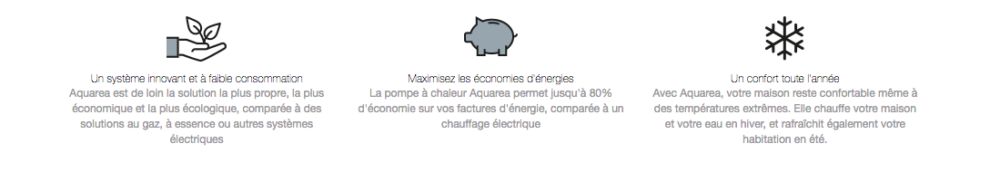 Un système innovant et à faible consommation
Aquarea est de loin la solution la plus propre, la plus
économique et la plus écologique, comparée à des
solutions au gaz, à essence ou autres systèmes
électriques
Maximisez les économies d'énergies
La pompe à chaleur Aquarea permet jusqu'à 80%
d'économie sur vos factures d'énergie, comparée à un
chauffage électrique
Un confort toute l'année
Avec Aquarea, votre maison reste confortable même à
des températures extrêmes. Elle chauffe votre maison
et votre eau en hiver, et rafraîchit également votre
habitation en été.